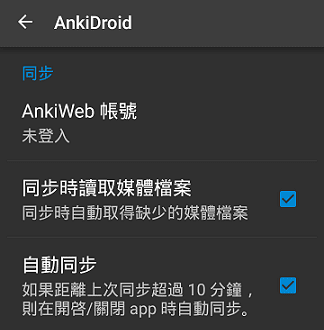 AnkiDroid
同步
AnkiWeb 帳號
未登入
同步時讀取媒體檔案
同步時自動取得缺少的媒體檔案
自動同步
如果距離上次同步超過 10 分鐘，
則在開啓/關閉 app 時自動同步。